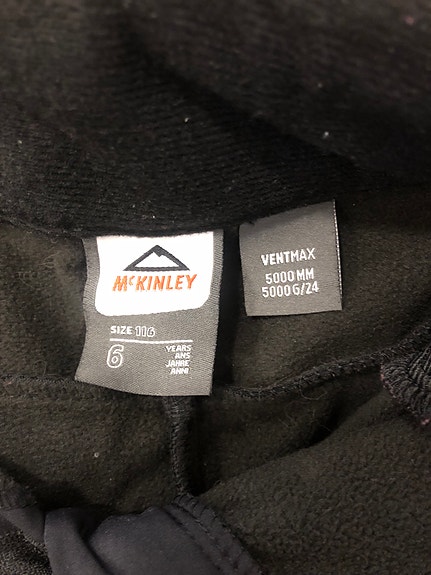 McKINLEY
SIZE 116
6
YEARS
ANS
JAHRE
ANNI
VENTMAX
5000 MM
5000 G/24